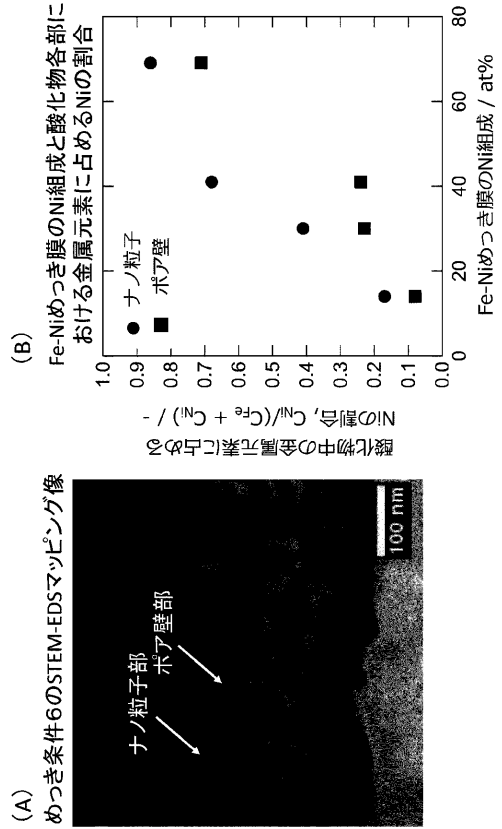 (A)
めっき条件6のSTEM-EDSマッピング像
ナノ粒子部
ポア壁部
100 nm
(B)
Fe-Niめっき膜のNi組成と酸化物各部に
おける金属元素に占めるNiの割合
酸化物中の金属元素に占める
Niの割合, CNi/(CFe + CNi) / -
1.0
0.9
0.8
0.7
0.6
0.5
0.4
0.3
0.2
0.1
0.0
ナノ粒子
ポア壁
0
20
40
60
80
Fe-Niめっき膜のNi組成 / at%